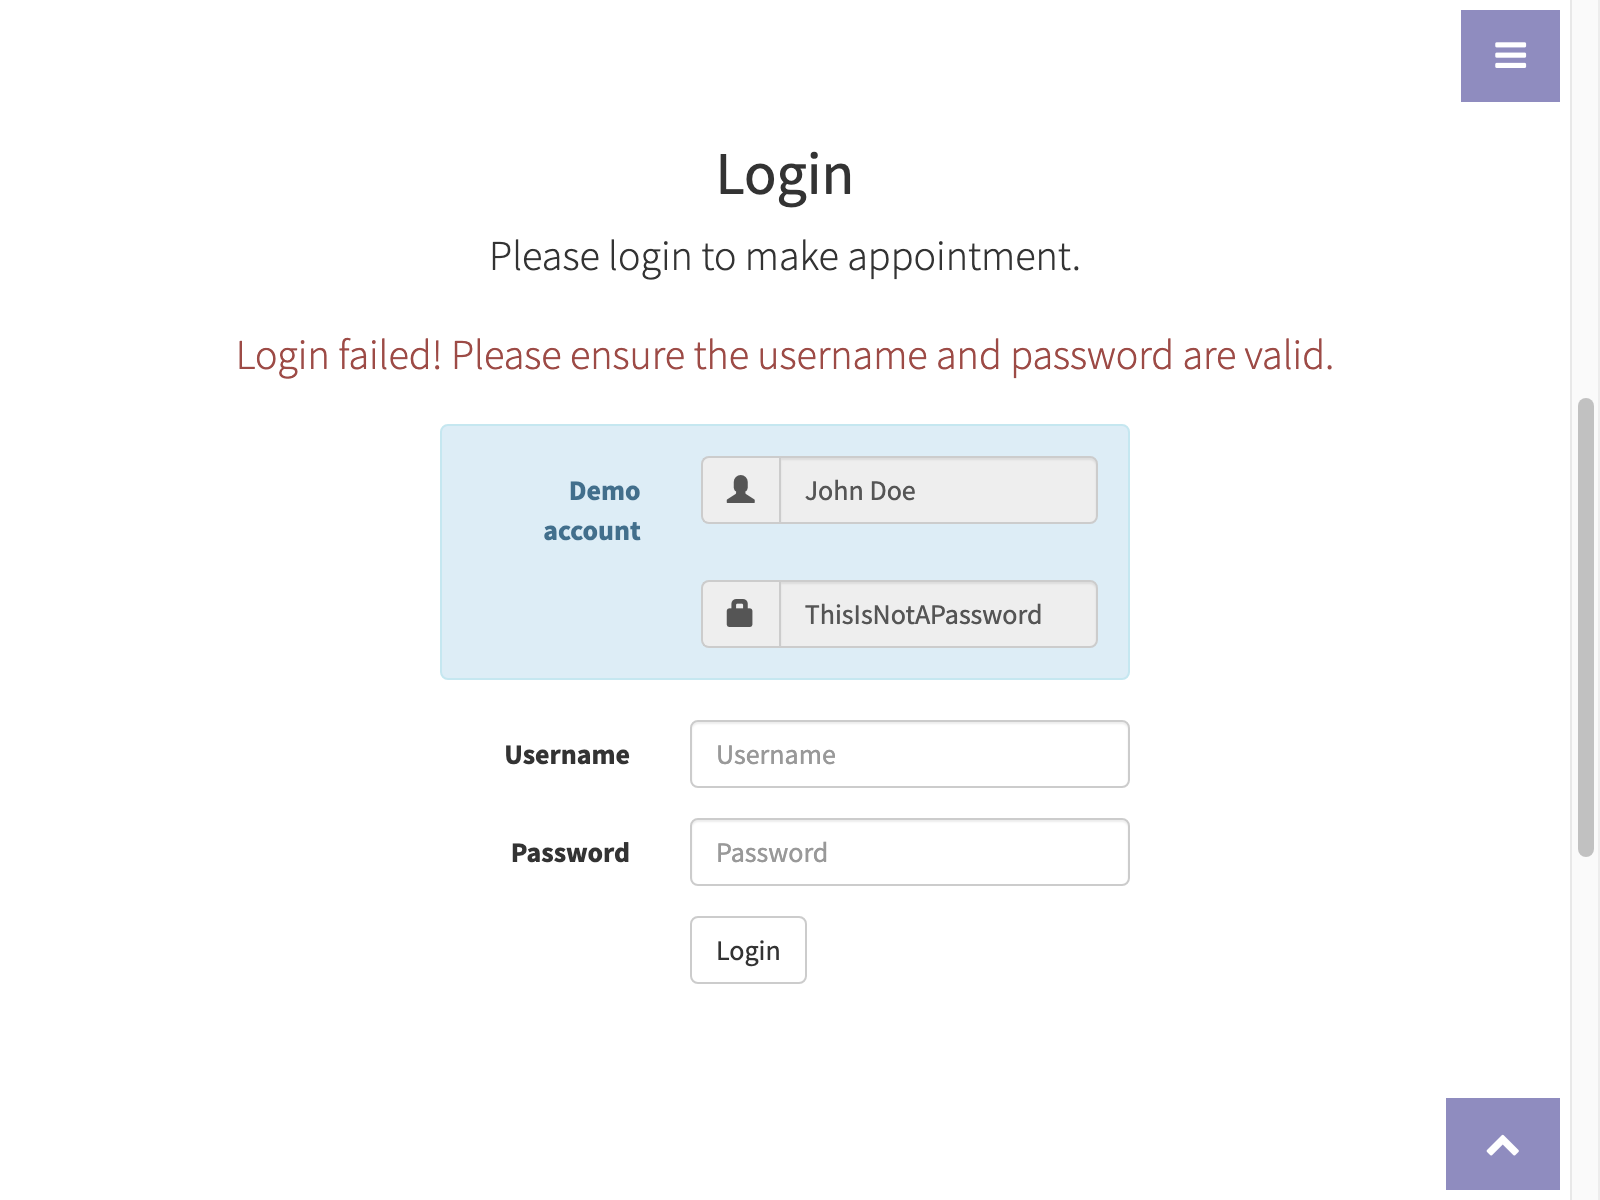 Login
Please login to make appointment.
Login failed! Please ensure the username and password are valid.
Demo
account
John Doe
ThisIsNotAPassword
Username
Username
Password
Password
Login